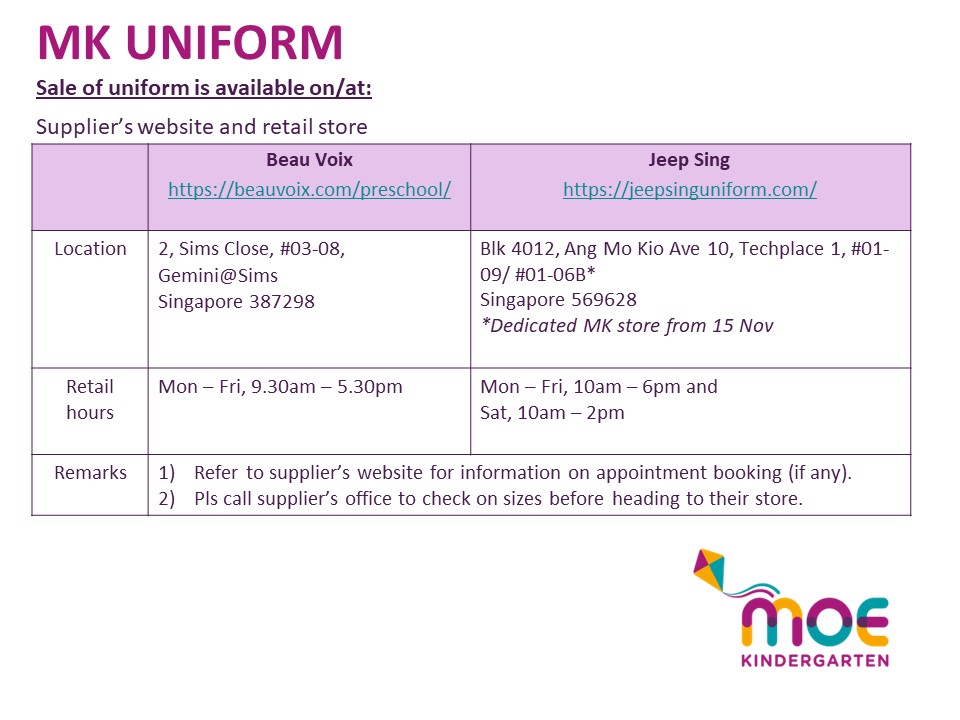 MK UNIFORM
Sale of uniform is available on/at:
Supplier’s website and retail store
Beau Voix
https://beauvoix.com/preschool/
Jeep Sing
https://jeepsinguniform.com/
Location
2, Sims Close, #03-08,
Gemini@Sims
Singapore 387298
Blk 4012, Ang Mo Kio Ave 10, Techplace 1, #01-
09/ #01-06B*
Singapore 569628
*Dedicated MK store from 15 Nov
Retail
hours
Mon – Fri, 9.30am – 5.30pm
Mon – Fri, 10am – 6pm and
Sat, 10am – 2pm
Remarks
1) Refer to supplier’s website for information on appointment booking (if any).
2) Pls call supplier’s office to check on sizes before heading to their store.
moe
KINDERGARTEN